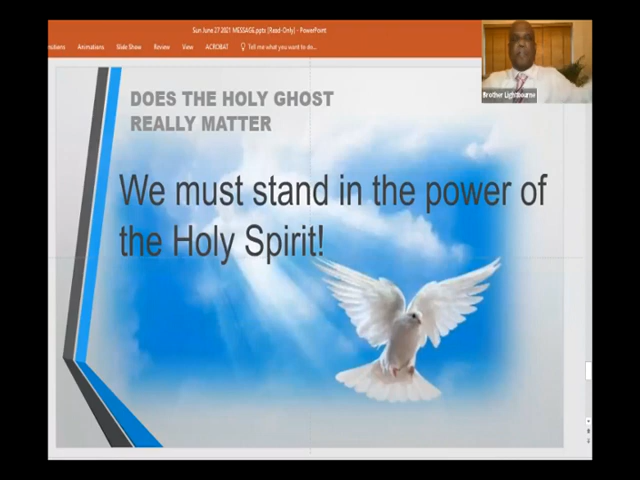 Sun June 27 2021 MESSAGE.pptx [Read-Only] - PowerPoint
Animations Slide Show Review View ACROBAT Tell me what you want to do...
Brother Lightbourne
DOES THE HOLY GHOST
REALLY MATTER
We must stand in the power of
the Holy Spirit!